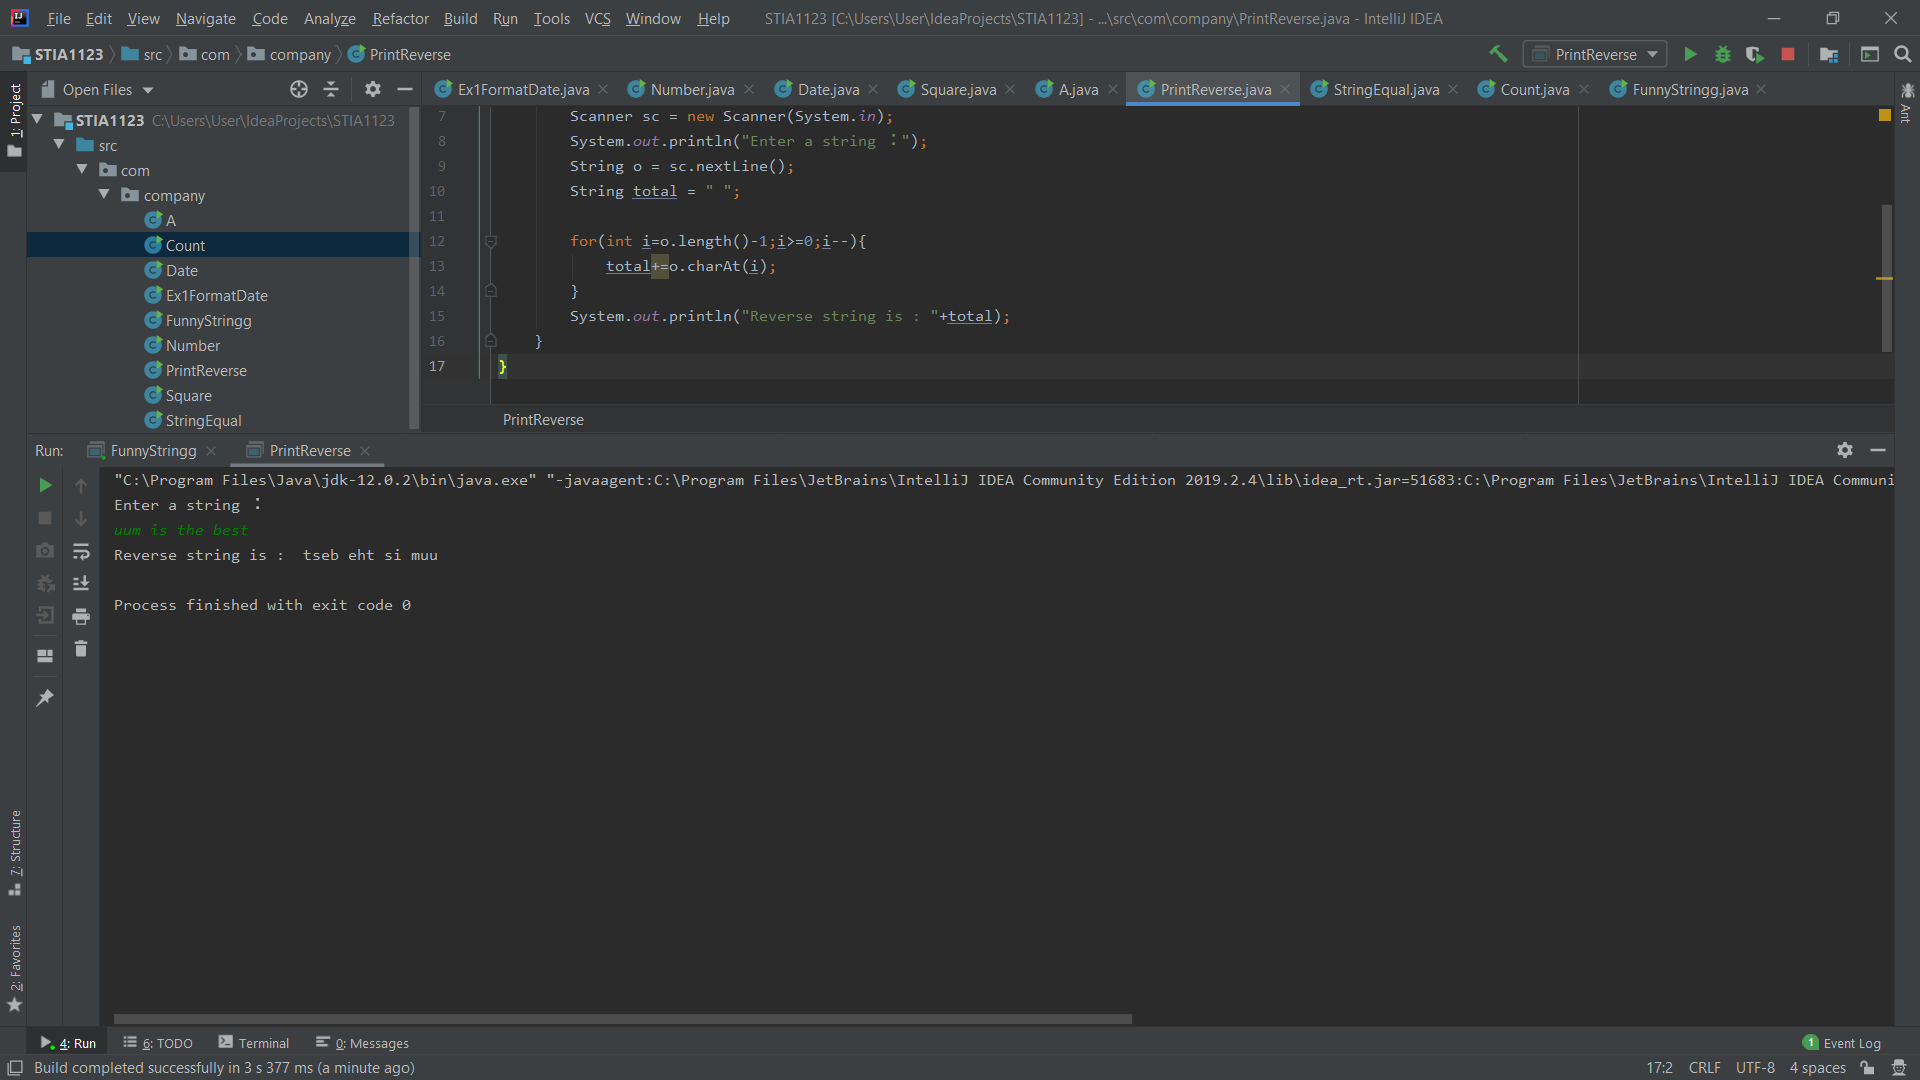 File Edit View Navigate Code Analyze Refactor Build Run Tools VCS Window Help STIA1123 [C:\Users\User\IdeaProjects\STIA1123] - ...\src\com\company\PrintReverse.java - IntelliJ IDEA
STIA1123 src com company PrintReverse PrintReverse
1: Project
Open Files
Ex1FormatDate.java Number.java Date.java Square.java A.java PrintReverse.java StringEqual.java Count.java FunnyStringg.java
Ant
STIA1123 C:\Users\User\IdeaProjects\STIA1123
src
com
company
A
Count
Date
Ex1FormatDate
FunnyStringg
Number
PrintReverse
Square
StringEqual
7 Scanner sc = new Scanner(System.in);
8 System.out.println("Enter a string ：");
9 String o = sc.nextLine();
10 String total = " ";
11
12 for(int i=o.length()-1;i>=0;i--){
13 total+=o.charAt(i);
14 }
15 System.out.println("Reverse string is : "+total);
16 }
17 }
PrintReverse
Run: FunnyStringg PrintReverse
"C:\Program Files\Java\jdk-12.0.2\bin\java.exe" "-javaagent:C:\Program Files\JetBrains\IntelliJ IDEA Community Edition 2019.2.4\lib\idea_rt.jar=51683:C:\Program Files\JetBrains\IntelliJ IDEA Communi
Enter a string ：
uum is the best
Reverse string is :  tseb eht si muu
Process finished with exit code 0
7: Structure
2: Favorites
4: Run 6: TODO Terminal 0: Messages 1 Event Log
Build completed successfully in 3 s 377 ms (a minute ago) 17:2 CRLF UTF-8 4 spaces